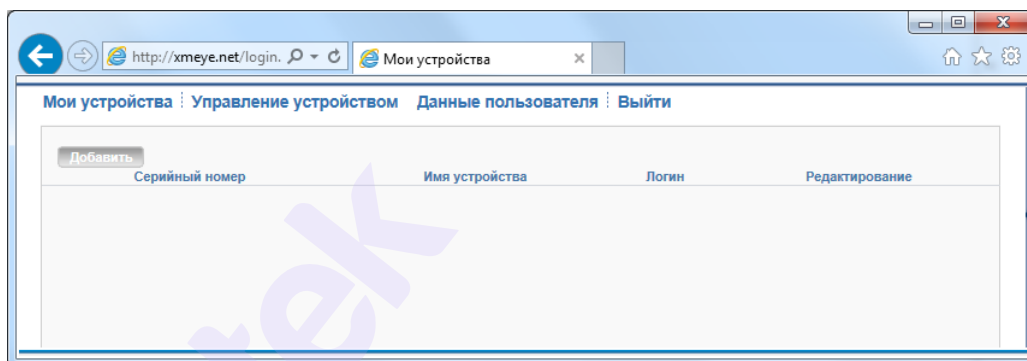 http://xmeye.net/login.
Мои устройства
Мои устройства Управление устройством Данные пользователя Выйти
Добавить
Серийный номер Имя устройства Логин Редактирование
tek